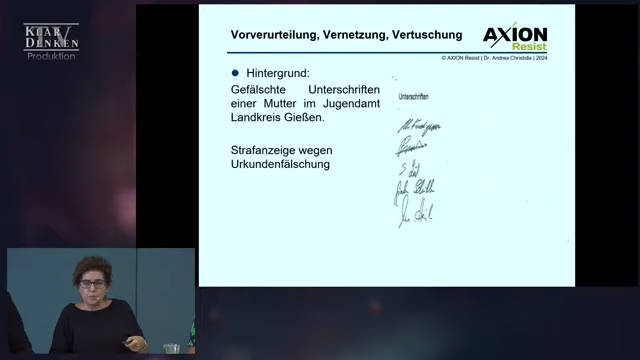 KLAR
DENKEN
TV
Produktion
Vorverurteilung, Vernetzung, Vertuschung
AXION
Resist
© AXION Resist | Dr. Andrea Christidis | 2024
Hintergrund:
Gefälschte Unterschriften
einer Mutter im Jugendamt
Landkreis Gießen.
Strafanzeige wegen
Urkundenfälschung
Unterschriften